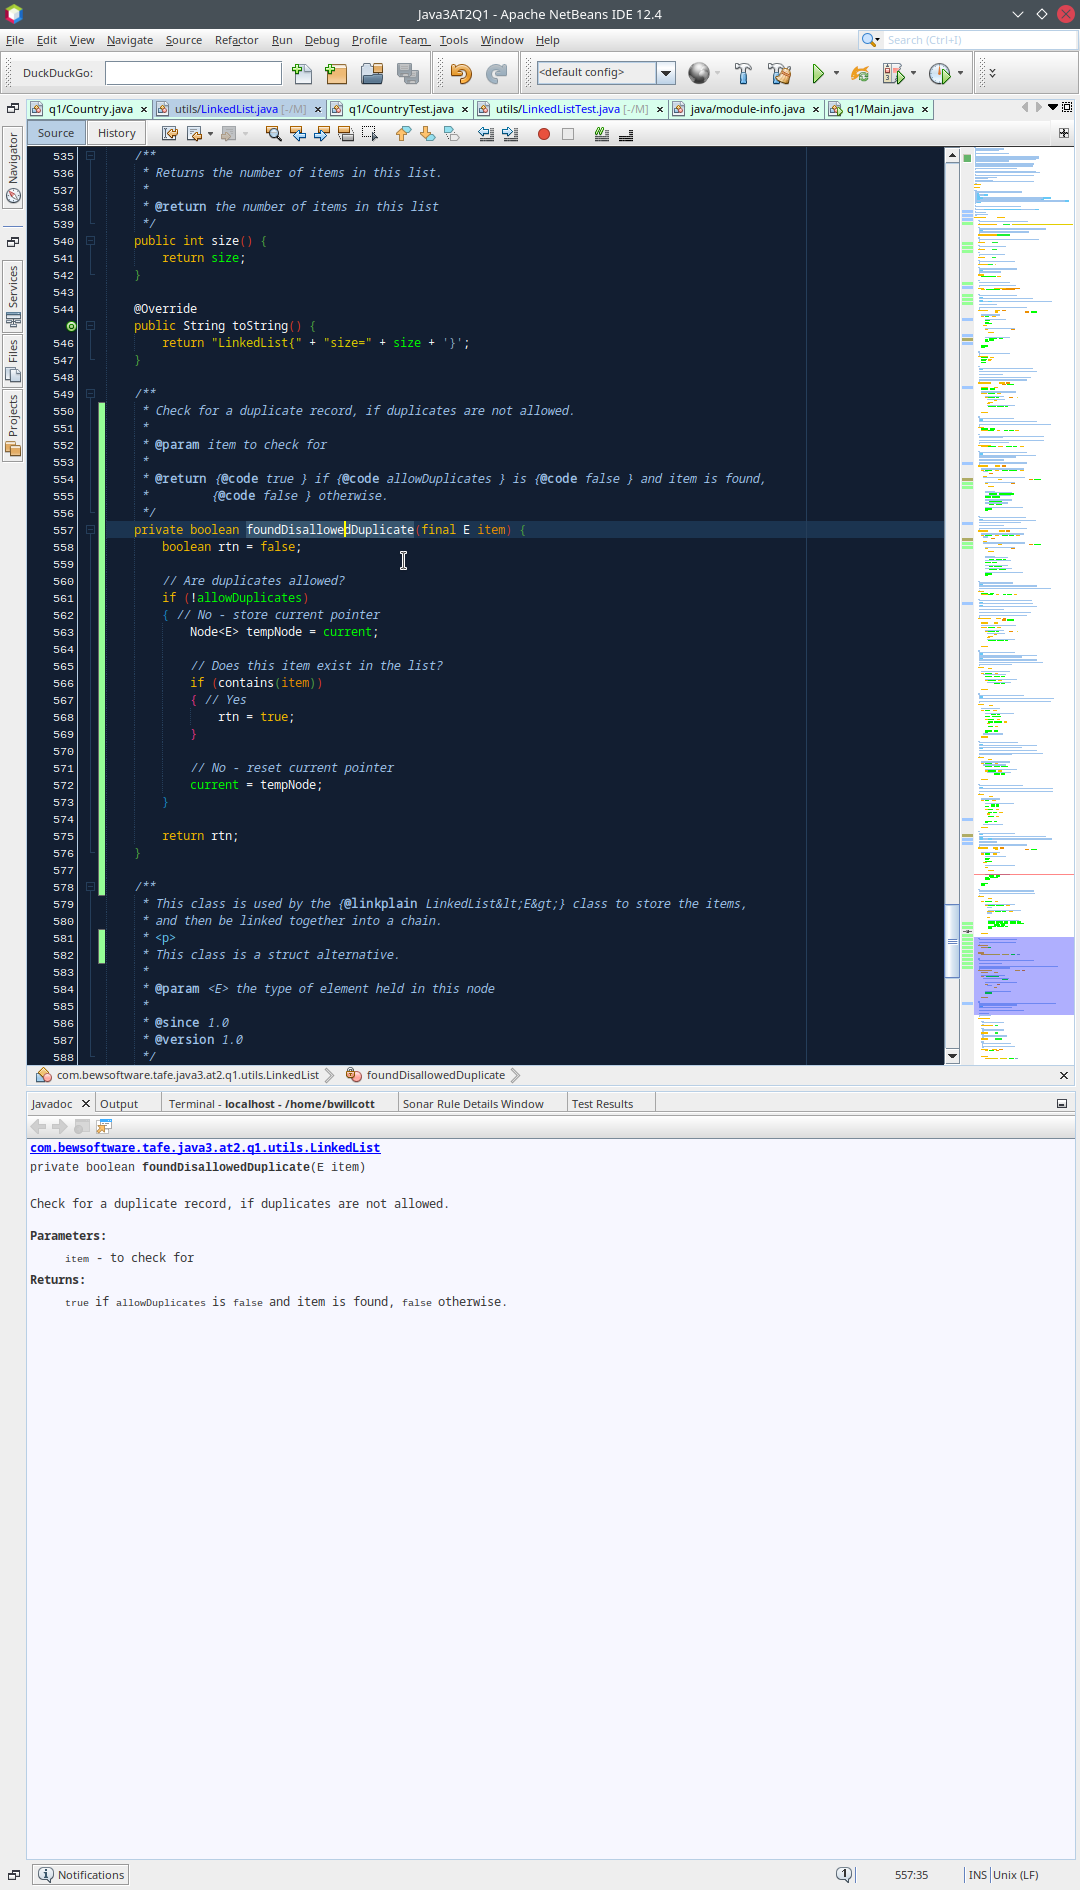 Java3AT2Q1 - Apache NetBeans IDE 12.4
File Edit View Navigate Source Refactor Run Debug Profile Team Tools Window Help
Search (Ctrl+I)
DuckDuckGo:
<default config>
q1/Country.java utils/LinkedList.java [-/M] q1/CountryTest.java utils/LinkedListTest.java [-/M] java/module-info.java q1/Main.java
Source History
Navigator
Services
Files
Projects
535 /**
536 * Returns the number of items in this list.
537 *
538 * @return the number of items in this list
539 */
540 public int size() {
541 return size;
542 }
543
544 @Override
public String toString() {
546 return "LinkedList{" + "size=" + size + '}';
547 }
548
549 /**
550 * Check for a duplicate record, if duplicates are not allowed.
551 *
552 * @param item to check for
553 *
554 * @return {@code true } if {@code allowDuplicates } is {@code false } and item is found,
555 * {@code false } otherwise.
556 */
557 private boolean foundDisallowedDuplicate(final E item) {
558 boolean rtn = false;
559
560 // Are duplicates allowed?
561 if (!allowDuplicates)
562 { // No - store current pointer
563 Node<E> tempNode = current;
564
565 // Does this item exist in the list?
566 if (contains(item))
567 { // Yes
568 rtn = true;
569 }
570
571 // No - reset current pointer
572 current = tempNode;
573 }
574
575 return rtn;
576 }
577
578 /**
579 * This class is used by the {@linkplain LinkedList&lt;E&gt;} class to store the items,
580 * and then be linked together into a chain.
581 * <p>
582 * This class is a struct alternative.
583 *
584 * @param <E> the type of element held in this node
585 *
586 * @since 1.0
587 * @version 1.0
588 */
com.bewsoftware.tafe.java3.at2.q1.utils.LinkedList foundDisallowedDuplicate
Javadoc Output Terminal - localhost - /home/bwillcott Sonar Rule Details Window Test Results
com.bewsoftware.tafe.java3.at2.q1.utils.LinkedList
private boolean foundDisallowedDuplicate(E item)
Check for a duplicate record, if duplicates are not allowed.
Parameters:
item - to check for
Returns:
true if allowDuplicates is false and item is found, false otherwise.
Notifications 1 557:35 INS Unix (LF)